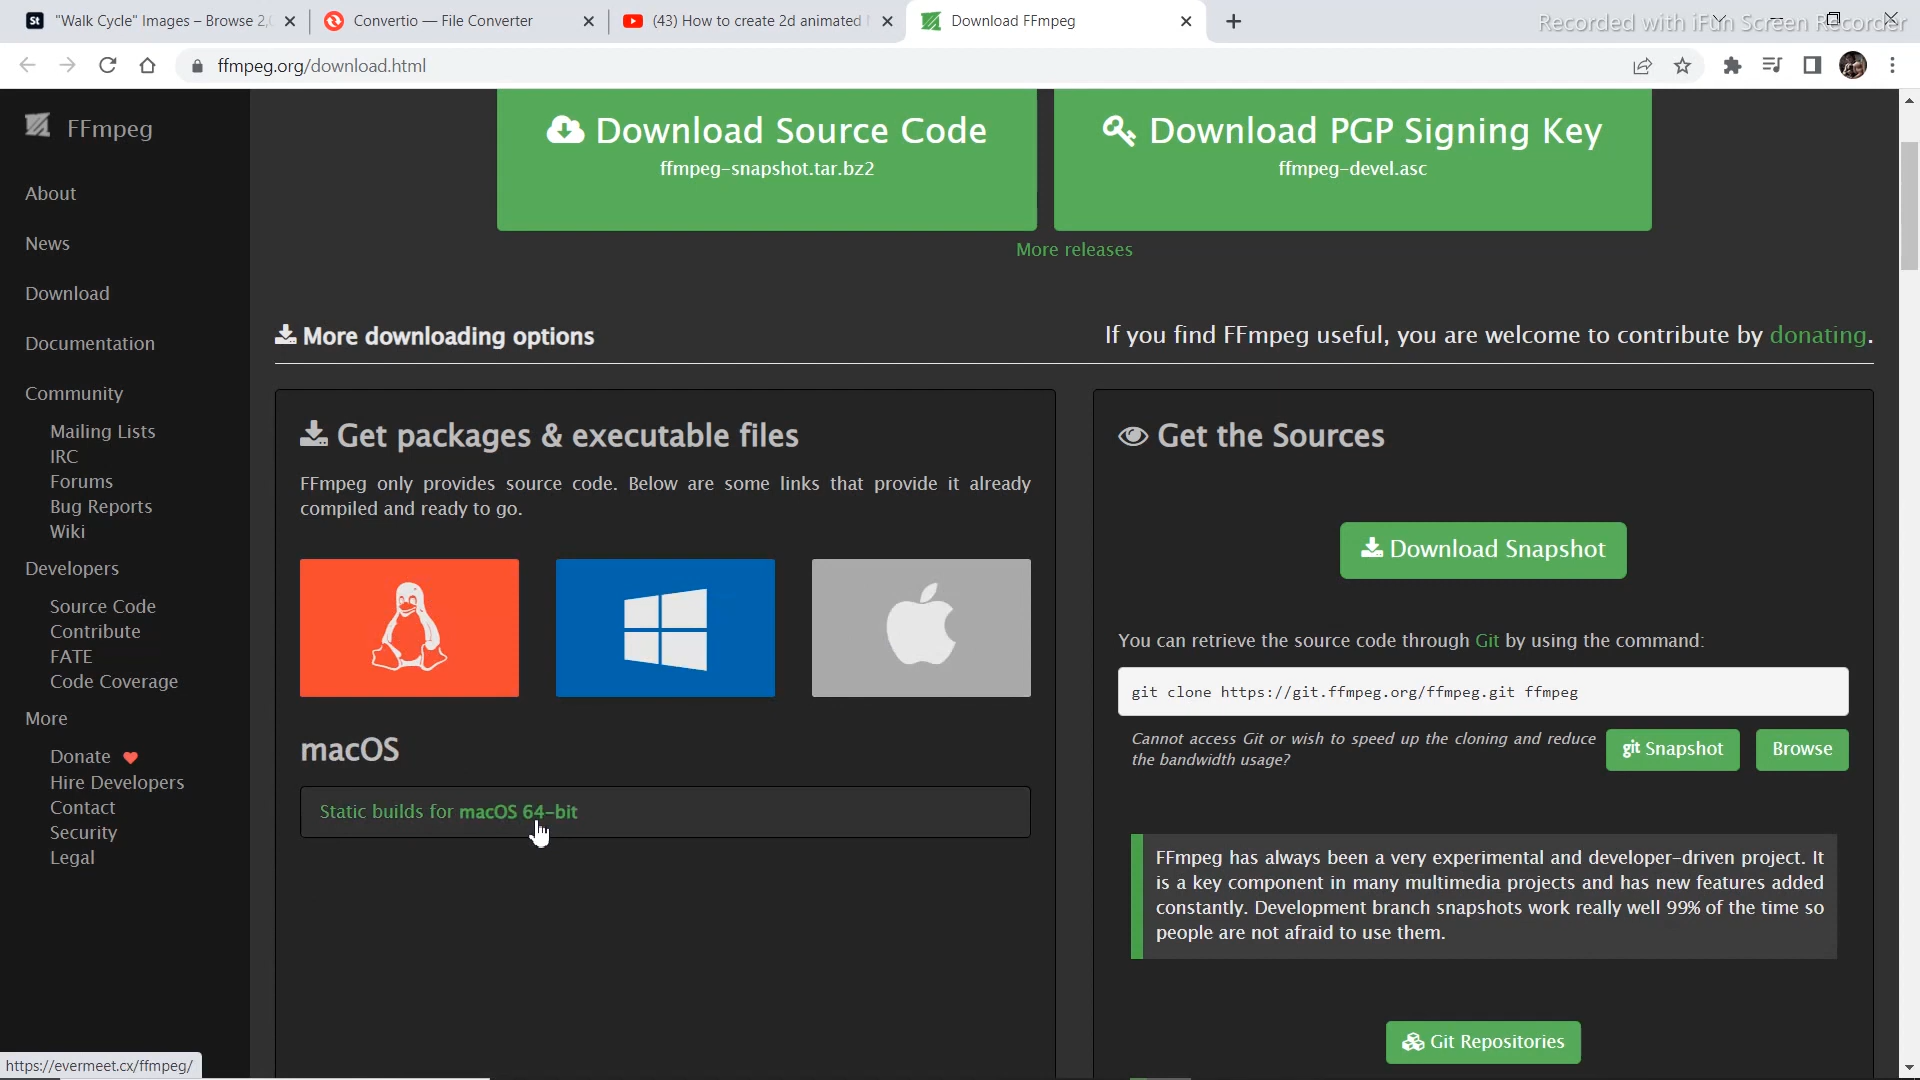 "Walk Cycle" Images – Browse 2,
Convertio — File Converter
(43) How to create 2d animated
Download FFmpeg
Recorded with iFun Screen Recorder
ffmpeg.org/download.html
FFmpeg
About
News
Download
Documentation
Community
Mailing Lists
IRC
Forums
Bug Reports
Wiki
Developers
Source Code
Contribute
FATE
Code Coverage
More
Donate
Hire Developers
Contact
Security
Legal
Download Source Code
ffmpeg-snapshot.tar.bz2
Download PGP Signing Key
ffmpeg-devel.asc
More releases
More downloading options
If you find FFmpeg useful, you are welcome to contribute by donating.
Get packages & executable files
FFmpeg only provides source code. Below are some links that provide it already
compiled and ready to go.
macOS
Static builds for macOS 64-bit
Get the Sources
Download Snapshot
You can retrieve the source code through Git by using the command:
git clone https://git.ffmpeg.org/ffmpeg.git ffmpeg
Cannot access Git or wish to speed up the cloning and reduce
the bandwidth usage?
git Snapshot
Browse
FFmpeg has always been a very experimental and developer-driven project. It
is a key component in many multimedia projects and has new features added
constantly. Development branch snapshots work really well 99% of the time so
people are not afraid to use them.
Git Repositories
https://evermeet.cx/ffmpeg/